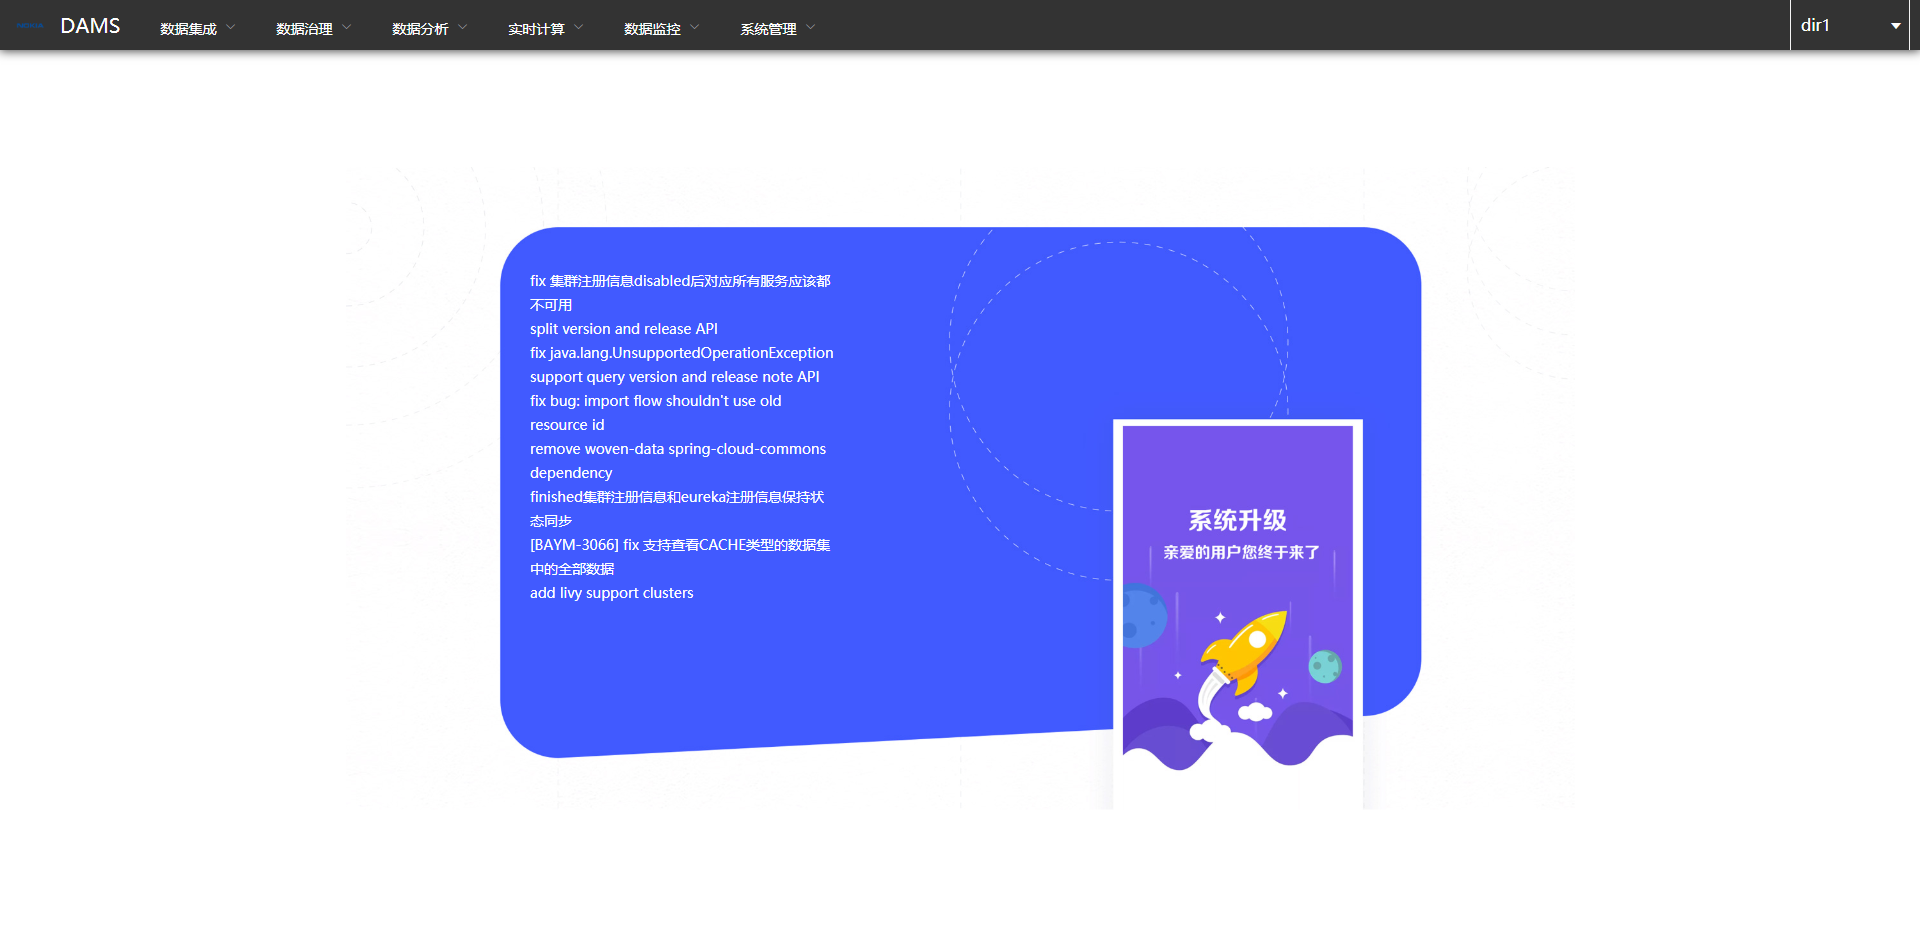 DAMS 数据集成 数据治理 数据分析 实时计算 数据监控 系统管理 dir1
fix 集群注册信息disabled后对应所有服务应该都
不可用
split version and release API
fix java.lang.UnsupportedOperationException
support query version and release note API
fix bug: import flow shouldn't use old
resource id
remove woven-data spring-cloud-commons
dependency
finished集群注册信息和eureka注册信息保持状
态同步
[BAYM-3066] fix 支持查看CACHE类型的数据集
中的全部数据
add livy support clusters
系统升级
亲爱的用户您终于来了